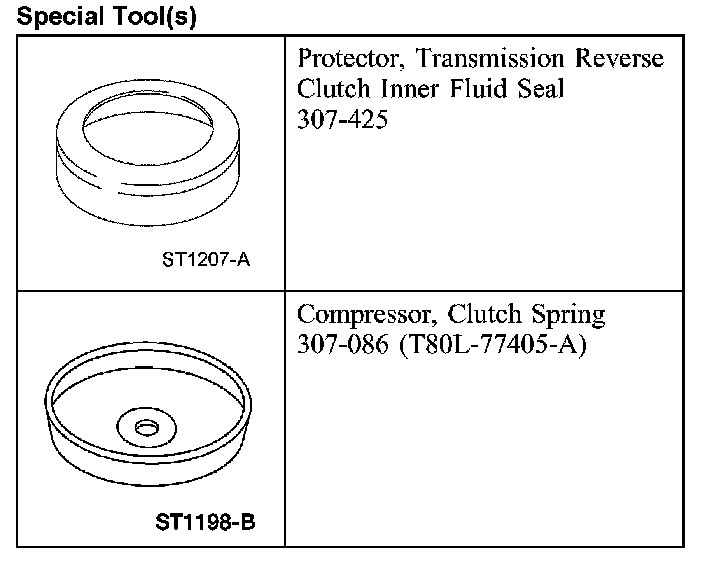 Special Tool(s)
Protector, Transmission Reverse
Clutch Inner Fluid Seal
307-425
ST1207-A
Compressor, Clutch Spring
307-086 (T80L-77405-A)
ST1198-B